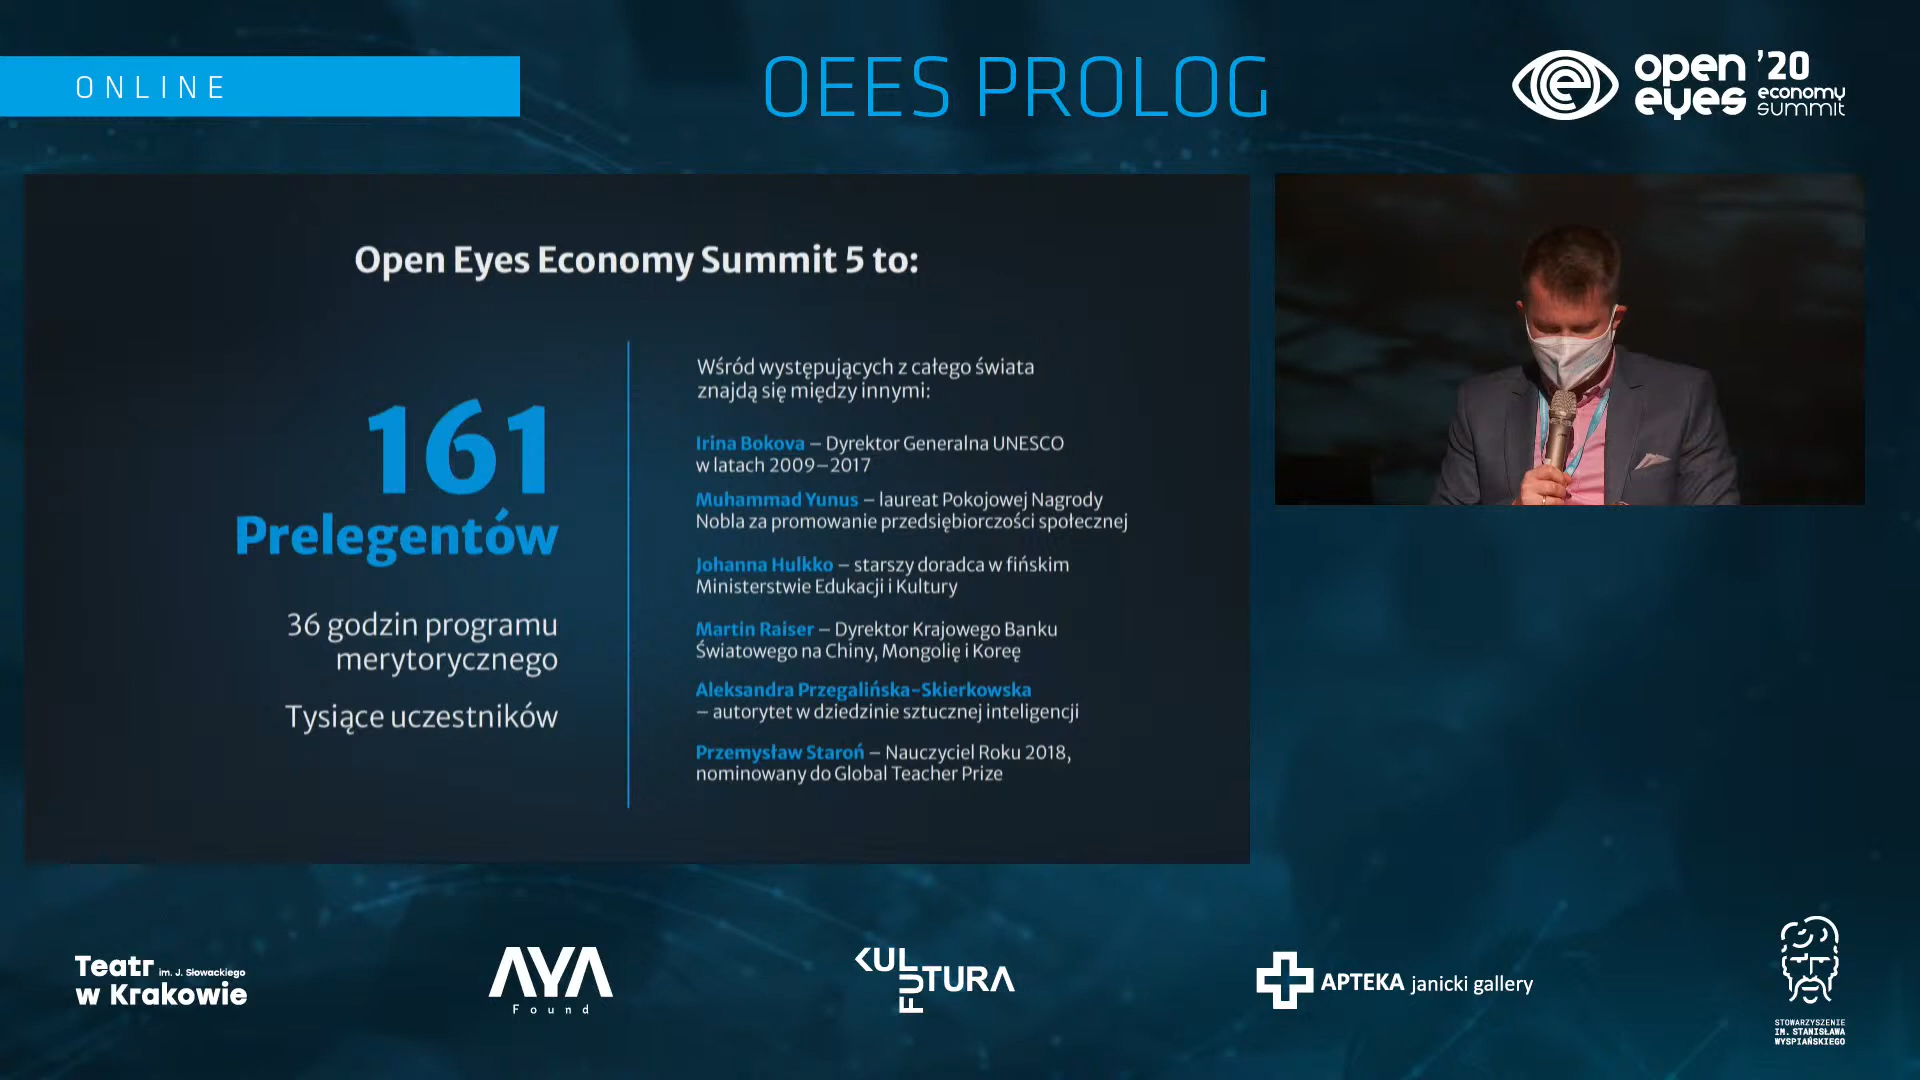 ONLINE
OEES PROLOG
open eyes '20 economy summit
Open Eyes Economy Summit 5 to:
161
Prelegentów
36 godzin programu
merytorycznego
Tysiące uczestników
Wśród występujących z całego świata
znajdą się między innymi:
Irina Bokova – Dyrektor Generalna UNESCO
w latach 2009–2017
Muhammad Yunus – laureat Pokojowej Nagrody
Nobla za promowanie przedsiębiorczości społecznej
Johanna Hulkko – starszy doradca w fińskim
Ministerstwie Edukacji i Kultury
Martin Raiser – Dyrektor Krajowego Banku
Światowego na Chiny, Mongolię i Koreę
Aleksandra Przegalińska-Skierkowska
– autorytet w dziedzinie sztucznej inteligencji
Przemysław Staroń – Nauczyciel Roku 2018,
nominowany do Global Teacher Prize
Teatr im. J. Słowackiego
w Krakowie
AYA
Found
KULTURA
FUTURA
APTEKA janicki gallery
STOWARZYSZENIE
IM. STANISŁAWA
WYSPIAŃSKIEGO